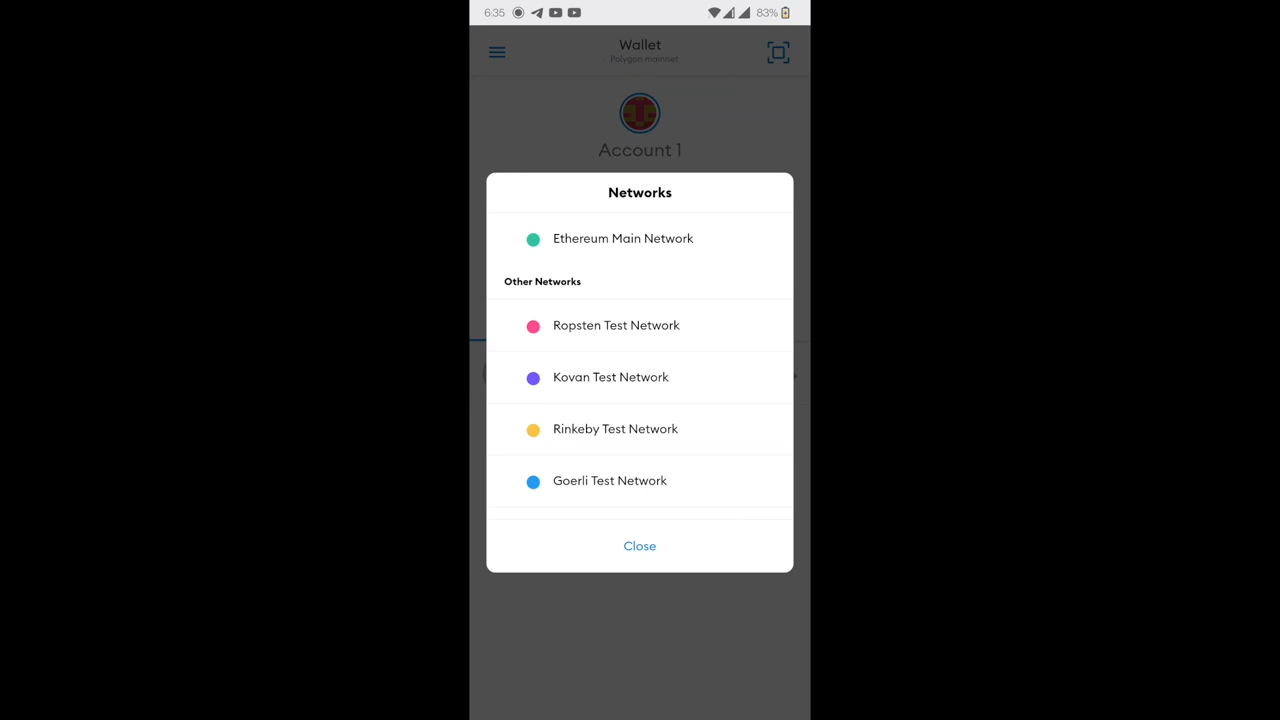 6:35
83%
Wallet
Polygon mainnet
Account 1
Networks
Ethereum Main Network
Other Networks
Ropsten Test Network
Kovan Test Network
Rinkeby Test Network
Goerli Test Network
Close